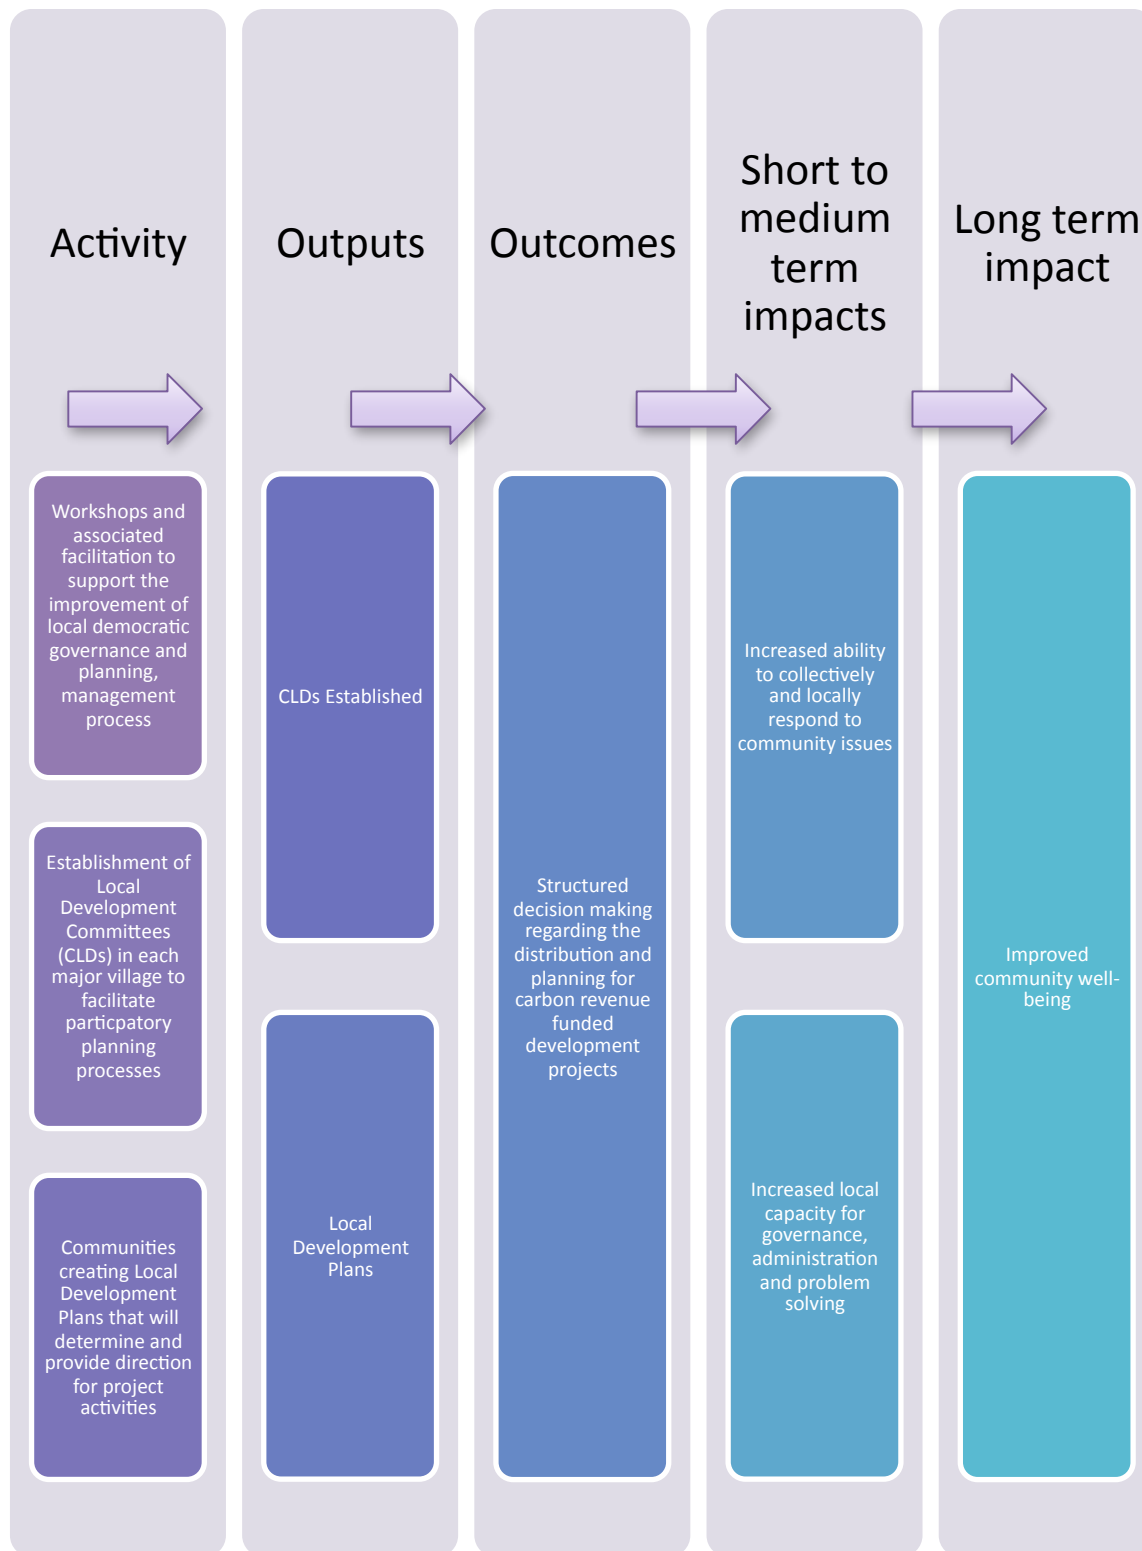 Activity
Outputs
Outcomes
Short to
medium
term
impacts
Long term
impact
Workshops and
associated
facilitation to
support the
improvement of
local democratic
governance and
planning,
management
process
Establishment of
Local
Development
Committees
(CLDs) in each
major village to
facilitate
particpatory
planning
processes
Communities
creating Local
Development
Plans that will
determine and
provide direction
for project
activities
CLDs Established
Local
Development
Plans
Structured
decision making
regarding the
distribution and
planning for
carbon revenue
funded
development
projects
Increased ability
to collectively
and locally
respond to
community issues
Increased local
capacity for
governance,
administration
and problem
solving
Improved
community well-
being